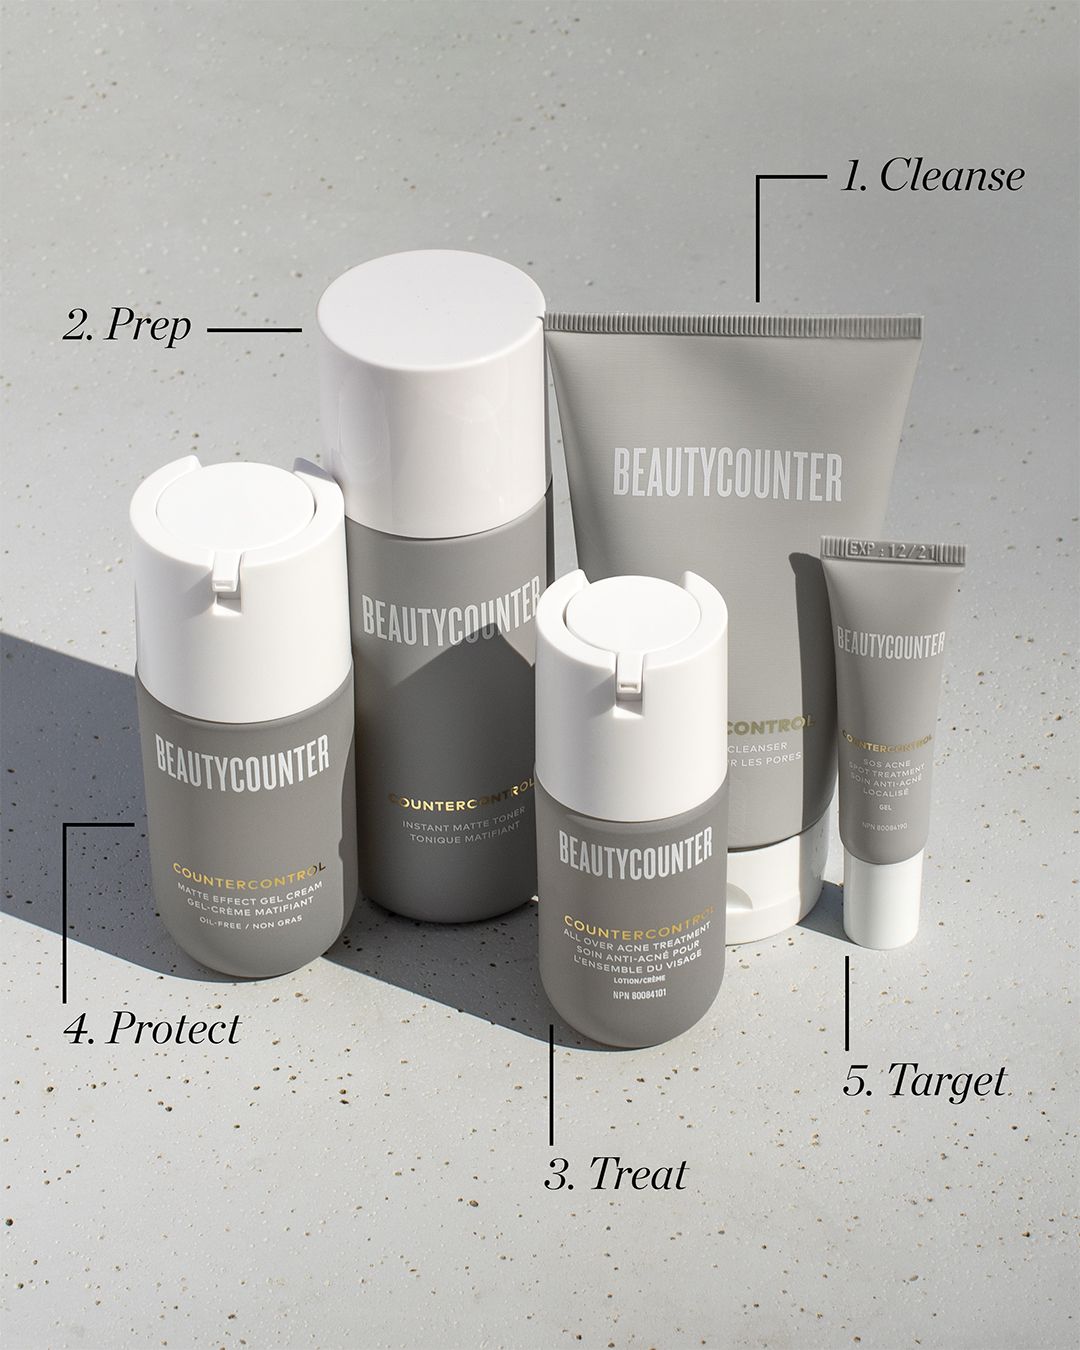 1. Cleanse
2. Prep
BEAUTYCOUNTER
EXP : 12/21
BEAUTYCOUNTER
COUNTERCONTROL
INSTANT MATTE TONER
TONIQUE MATIFIANT
CONTROL
CLEANSER
LES PORES
BEAUTYCOUNTER
COUNTERCONTROL
SOS ACNE
SPOT TREATMENT
SOIN ANTI-ACNÉ
LOCALISÉ
GEL
NPN 80084190
BEAUTYCOUNTER
COUNTERCONTROL
MATTE EFFECT GEL CREAM
GEL-CRÈME MATIFIANT
OIL-FREE / NON GRAS
BEAUTYCOUNTER
COUNTERCONTROL
ALL OVER ACNE TREATMENT
SOIN ANTI-ACNÉ POUR
L'ENSEMBLE DU VISAGE
LOTION/CRÈME
NPN 80084101
4. Protect
5. Target
3. Treat